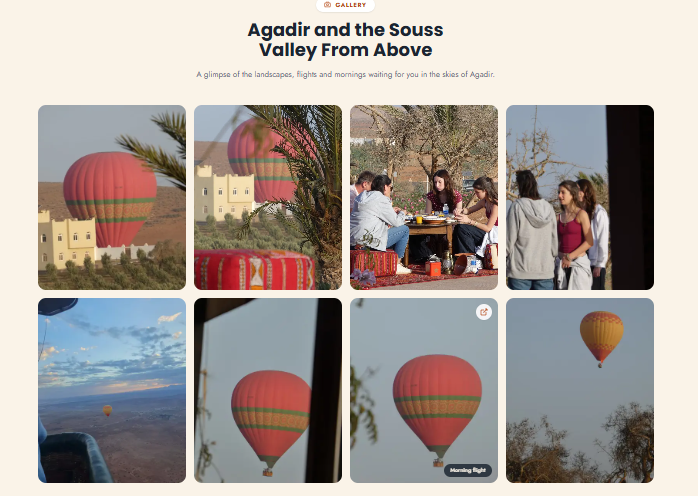 GALLERY
Agadir and the Souss
Valley From Above
A glimpse of the landscapes, flights and mornings waiting for you in the skies of Agadir.
Morning flight